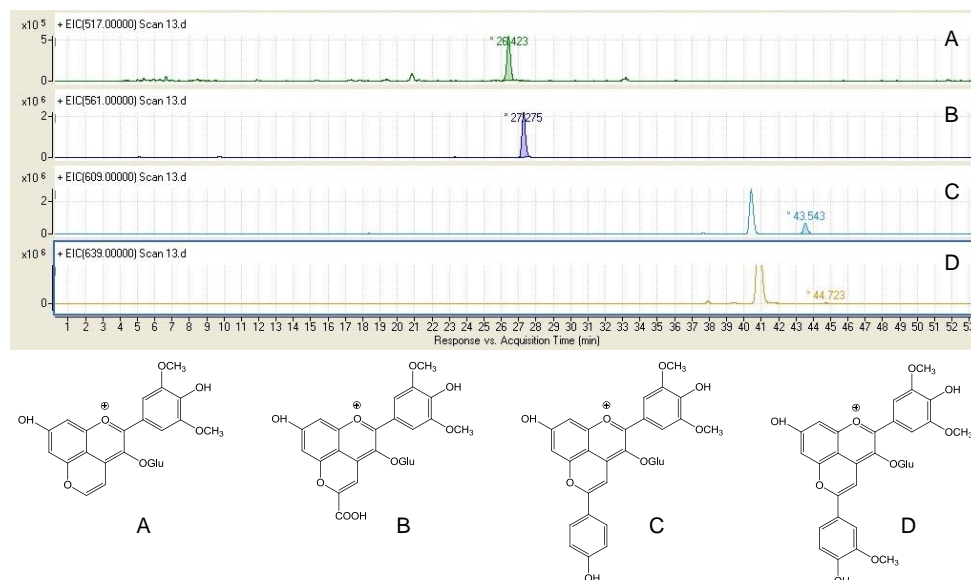 x10 5
+ EIC(517.00000) Scan 13.d
A
5
* 26.423
0
x10 6
+ EIC(561.00000) Scan 13.d
B
2
* 27.275
0
x10 6
+ EIC(609.00000) Scan 13.d
C
2
* 43.543
0
x10 6
+ EIC(639.00000) Scan 13.d
D
* 44.723
0
1 2 3 4 5 6 7 8 9 10 11 12 13 14 15 16 17 18 19 20 21 22 23 24 25 26 27 28 29 30 31 32 33 34 35 36 37 38 39 40 41 42 43 44 45 46 47 48 49 50 51 52 53
Response vs. Acquisition Time (min)
OCH₃
OH
OH
O
⊕
OCH₃
OGlu
O
A
OCH₃
OH
OH
O
⊕
OCH₃
OGlu
O
COOH
B
OCH₃
OH
OH
O
⊕
OCH₃
OGlu
O
OH
C
OCH₃
OH
OH
O
⊕
OCH₃
OGlu
O
OCH₃
OH
D